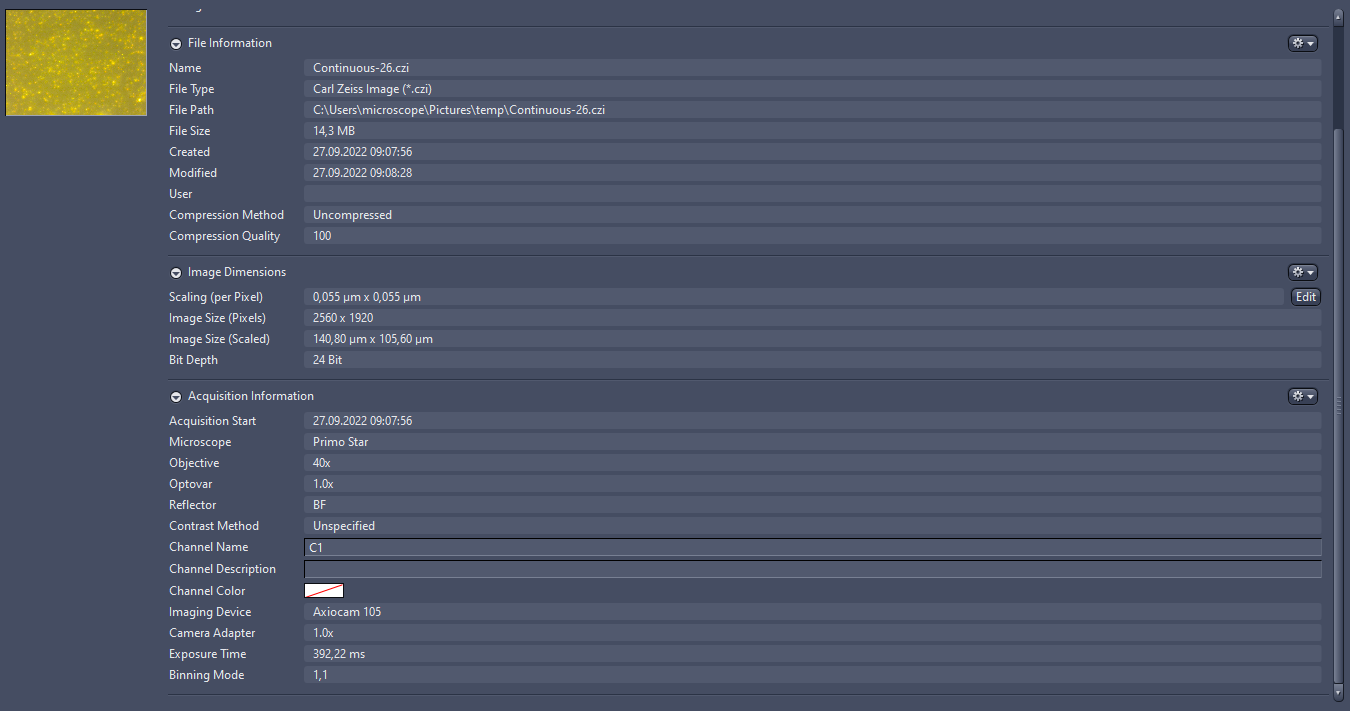 File Information
Name Continuous-26.czi
File Type Carl Zeiss Image (*.czi)
File Path C:\Users\microscope\Pictures\temp\Continuous-26.czi
File Size 14,3 MB
Created 27.09.2022 09:07:56
Modified 27.09.2022 09:08:28
User
Compression Method Uncompressed
Compression Quality 100
Image Dimensions
Scaling (per Pixel) 0,055 µm x 0,055 µm Edit
Image Size (Pixels) 2560 x 1920
Image Size (Scaled) 140,80 µm x 105,60 µm
Bit Depth 24 Bit
Acquisition Information
Acquisition Start 27.09.2022 09:07:56
Microscope Primo Star
Objective 40x
Optovar 1.0x
Reflector BF
Contrast Method Unspecified
Channel Name C1
Channel Description
Channel Color
Imaging Device Axiocam 105
Camera Adapter 1.0x
Exposure Time 392,22 ms
Binning Mode 1,1